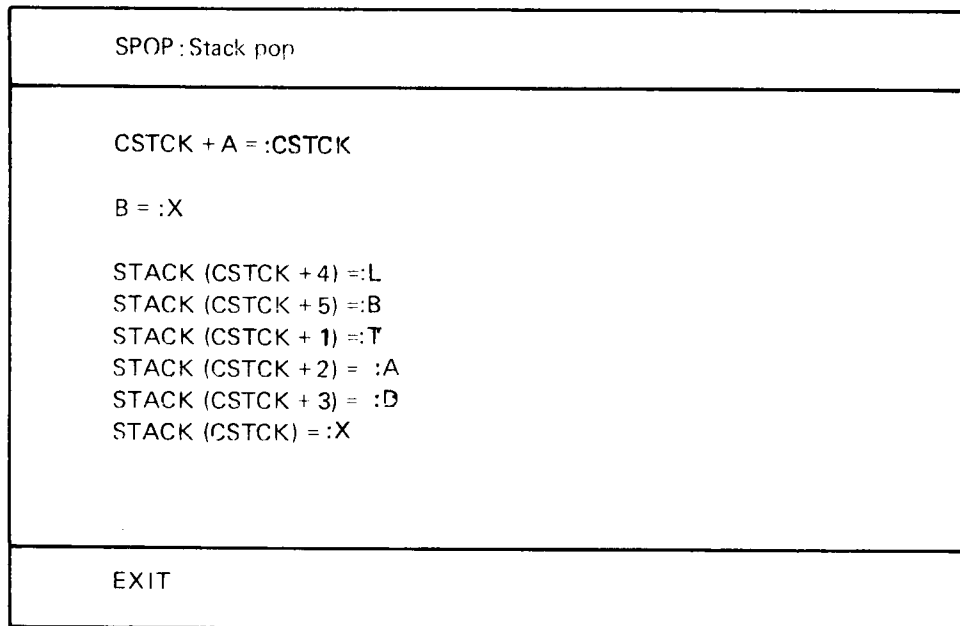 SPOP : Stack pop
CSTCK + A = :CSTCK
B = :X
STACK (CSTCK + 4) =:L
STACK (CSTCK + 5) =:B
STACK (CSTCK + 1) =:T
STACK (CSTCK + 2) = :A
STACK (CSTCK + 3) = :D
STACK (CSTCK) = :X
EXIT